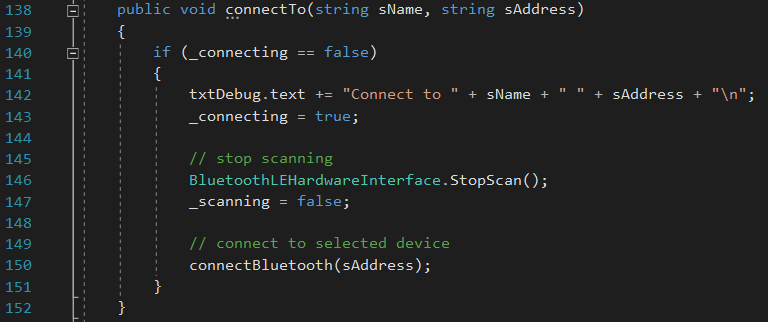 138 public void connectTo(string sName, string sAddress)
139 {
140 if (_connecting == false)
141 {
142 txtDebug.text += "Connect to " + sName + " " + sAddress + "\n";
143 _connecting = true;
144
145 // stop scanning
146 BluetoothLEHardwareInterface.StopScan();
147 _scanning = false;
148
149 // connect to selected device
150 connectBluetooth(sAddress);
151 }
152 }